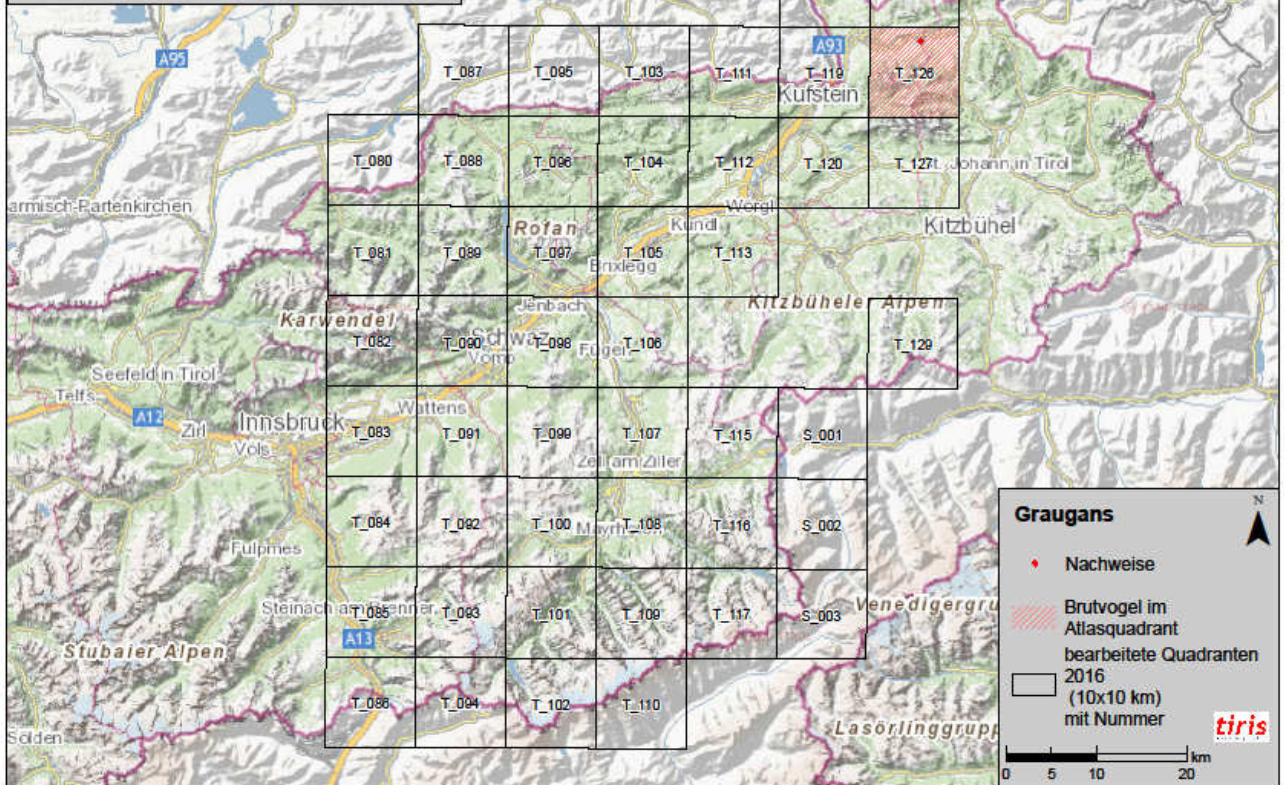 A95
A93
T_087
T_095
T_103
T_111
T_119
T_126
Kufstein
T_080
T_088
T_096
T_104
T_112
T_120
T_127
t. Johann in Tirol
armisch-Partenkirchen
Wörgl
Kundl
Kitzbühel
Rofan
T_081
T_089
T_097
T_105
T_113
Brixlegg
Jenbach
Kitzbüheler Alpen
Karwendel
Schwaz
T_082
T_090
T_098
Fügen
T_106
T_129
Vomp
Seefeld in Tirol
Telfs
A12
Zirl
Innsbruck
Völs
Wattens
T_083
T_091
T_099
T_107
T_115
S_001
Zell am Ziller
T_084
T_092
T_100
T_108
T_116
S_002
Fulpmes
Steinach am Brenner
T_085
T_093
T_101
T_109
T_117
S_003
Venedigergru
A13
Stubaier Alpen
T_086
T_094
T_102
T_110
Sölden
Lasörlinggrupp
N
Graugans
Nachweise
Brutvogel im
Atlasquadrant
bearbeitete Quadranten
2016
(10x10 km)
mit Nummer
tiris
km
0 5 10 20